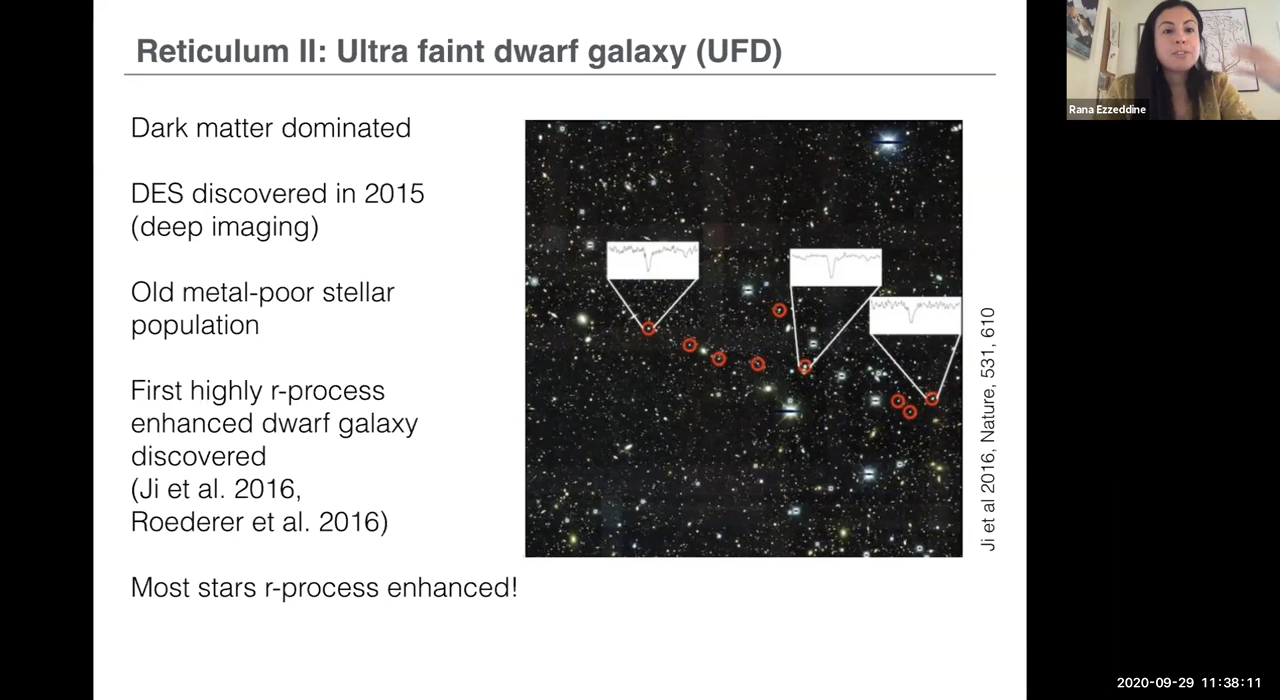 Reticulum II: Ultra faint dwarf galaxy (UFD)
Dark matter dominated
DES discovered in 2015
(deep imaging)
Old metal-poor stellar
population
First highly r-process
enhanced dwarf galaxy
discovered
(Ji et al. 2016,
Roederer et al. 2016)
Most stars r-process enhanced!
Ji et al 2016, Nature, 531, 610
Rana Ezzeddine
2020-09-29 11:38:11